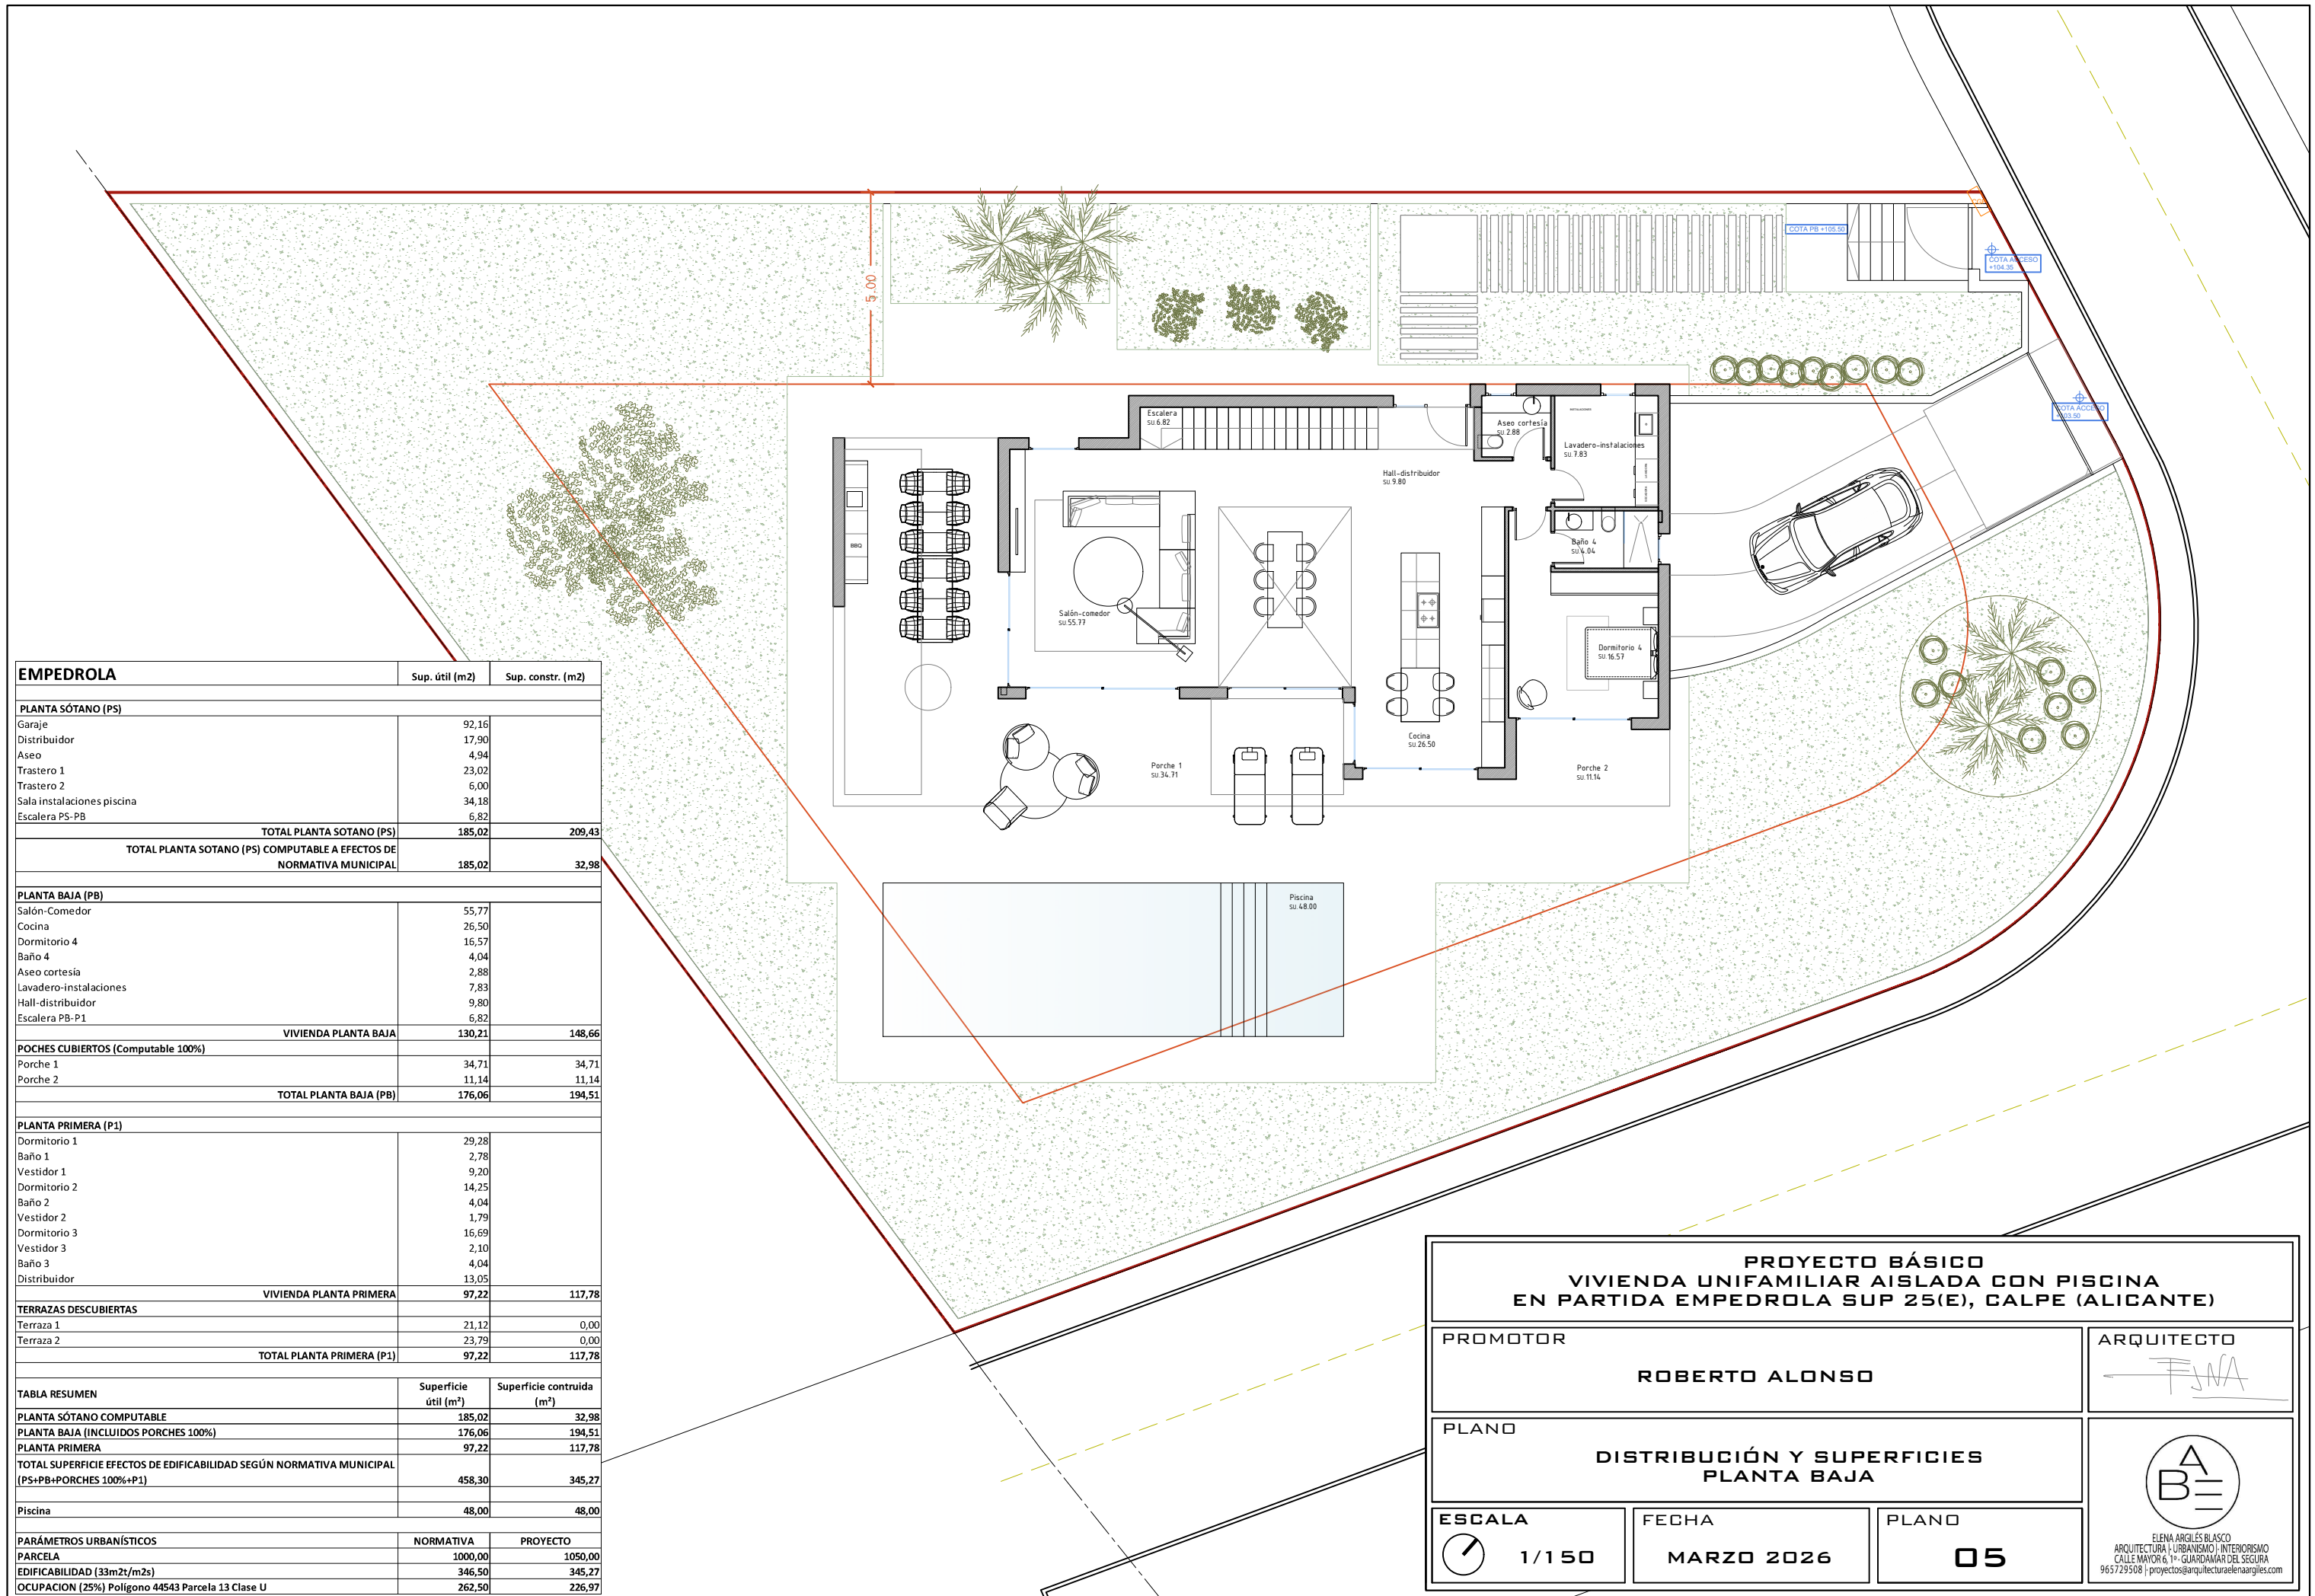 5.00
COTA PB +105.50
COTA ACCESO
+104.35
COTA ACCESO
Escalera
SU.6.82
Aseo cortesía
SU.2.88
Lavadero-instalaciones
SU.7.83
Hall-distribuidor
SU.9.80
BBQ
Baño 4
SU.4.04
Salón-comedor
SU.55.77
Dormitorio 4
SU.16.57
Cocina
SU.26.50
Porche 1
SU.34.71
Porche 2
SU.11.14
Piscina
SU.48.00
EMPEDROLA Sup. útil (m2) Sup. constr. (m2)
PLANTA SÓTANO (PS)
Garaje 92,16
Distribuidor 17,90
Aseo 4,94
Trastero 1 23,02
Trastero 2 6,00
Sala instalaciones piscina 34,18
Escalera PS-PB 6,82
TOTAL PLANTA SOTANO (PS) 185,02 209,43
TOTAL PLANTA SOTANO (PS) COMPUTABLE A EFECTOS DE
NORMATIVA MUNICIPAL 185,02 32,98
PLANTA BAJA (PB)
Salón-Comedor 55,77
Cocina 26,50
Dormitorio 4 16,57
Baño 4 4,04
Aseo cortesía 2,88
Lavadero-instalaciones 7,83
Hall-distribuidor 9,80
Escalera PB-P1 6,82
VIVIENDA PLANTA BAJA 130,21 148,66
POCHES CUBIERTOS (Computable 100%)
Porche 1 34,71 34,71
Porche 2 11,14 11,14
TOTAL PLANTA BAJA (PB) 176,06 194,51
PLANTA PRIMERA (P1)
Dormitorio 1 29,28
Baño 1 2,78
Vestidor 1 9,20
Dormitorio 2 14,25
Baño 2 4,04
Vestidor 2 1,79
Dormitorio 3 16,69
Vestidor 3 2,10
Baño 3 4,04
Distribuidor 13,05
VIVIENDA PLANTA PRIMERA 97,22 117,78
TERRAZAS DESCUBIERTAS
Terraza 1 21,12 0,00
Terraza 2 23,79 0,00
TOTAL PLANTA PRIMERA (P1) 97,22 117,78
TABLA RESUMEN Superficie útil (m²) Superficie contruida (m²)
PLANTA SÓTANO COMPUTABLE 185,02 32,98
PLANTA BAJA (INCLUIDOS PORCHES 100%) 176,06 194,51
PLANTA PRIMERA 97,22 117,78
TOTAL SUPERFICIE EFECTOS DE EDIFICABILIDAD SEGÚN NORMATIVA MUNICIPAL
(PS+PB+PORCHES 100%+P1) 458,30 345,27
Piscina 48,00 48,00
PARÁMETROS URBANÍSTICOS NORMATIVA PROYECTO
PARCELA 1000,00 1050,00
EDIFICABILIDAD (33m2t/m2s) 346,50 345,27
OCUPACION (25%) Polígono 44543 Parcela 13 Clase U 262,50 226,97
PROYECTO BÁSICO
VIVIENDA UNIFAMILIAR AISLADA CON PISCINA
EN PARTIDA EMPEDROLA SUP 25(E), CALPE (ALICANTE)
PROMOTOR
ROBERTO ALONSO
ARQUITECTO
PLANO
DISTRIBUCIÓN Y SUPERFICIES
PLANTA BAJA
ESCALA
1/150
FECHA
MARZO 2026
PLANO
05
ABE
ELENA ARGILÉS BLASCO
ARQUITECTURA | URBANISMO | INTERIORISMO
CALLE MAYOR 6, 1º - GUARDAMAR DEL SEGURA
965729508 | proyectos@arquitecturaelenaargiles.com